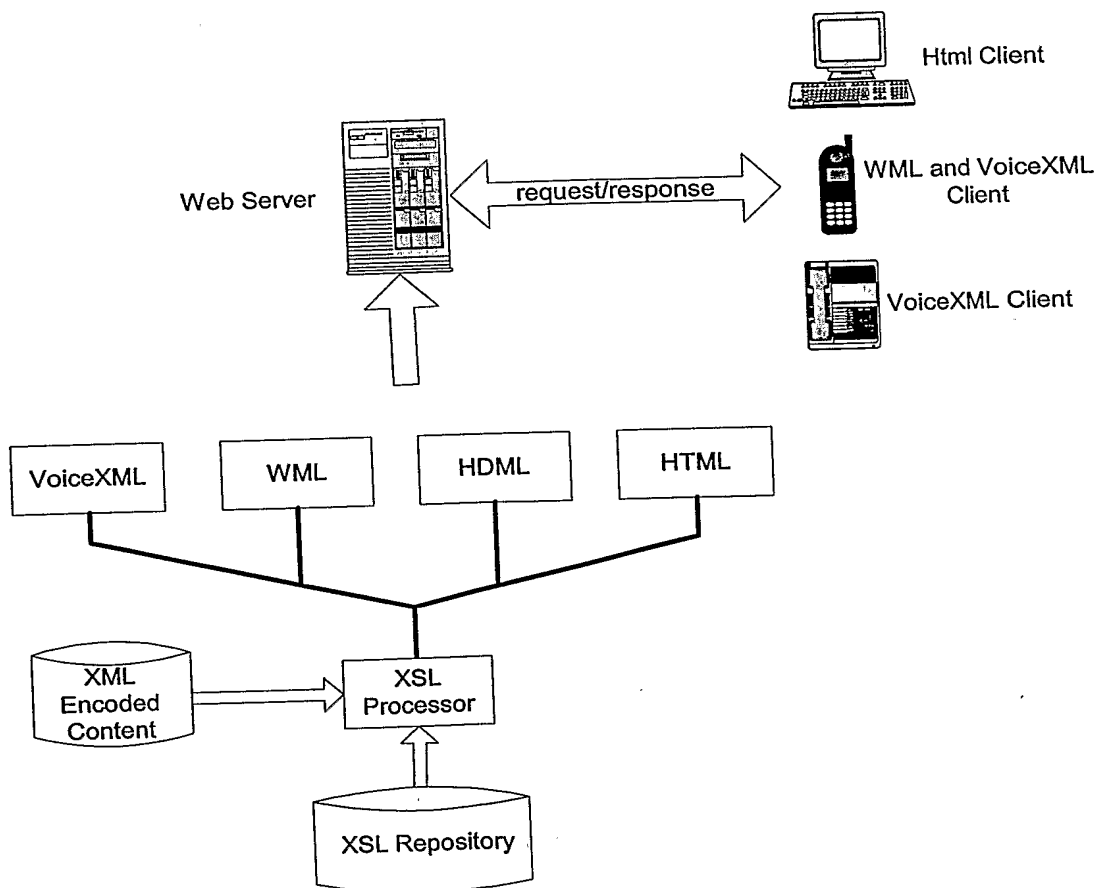 Html Client
Web Server
request/response
WML and VoiceXML
Client
VoiceXML Client
VoiceXML
WML
HDML
HTML
XML
Encoded
Content
XSL
Processor
XSL Repository